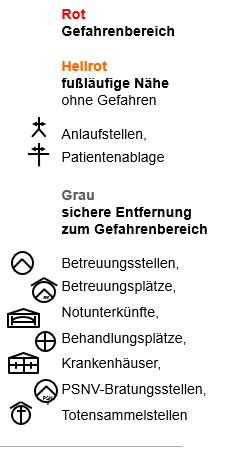 Rot
Gefahrenbereich
Hellrot
fußläufige Nähe
ohne Gefahren
Anlaufstellen,
Patientenablage
Grau
sichere Entfernung
zum Gefahrenbereich
Betreuungsstellen,
Betreuungsplätze,
Notunterkünfte,
Behandlungsplätze,
Krankenhäuser,
PSNV-Bratungsstellen,
PSNV
Totensammelstellen